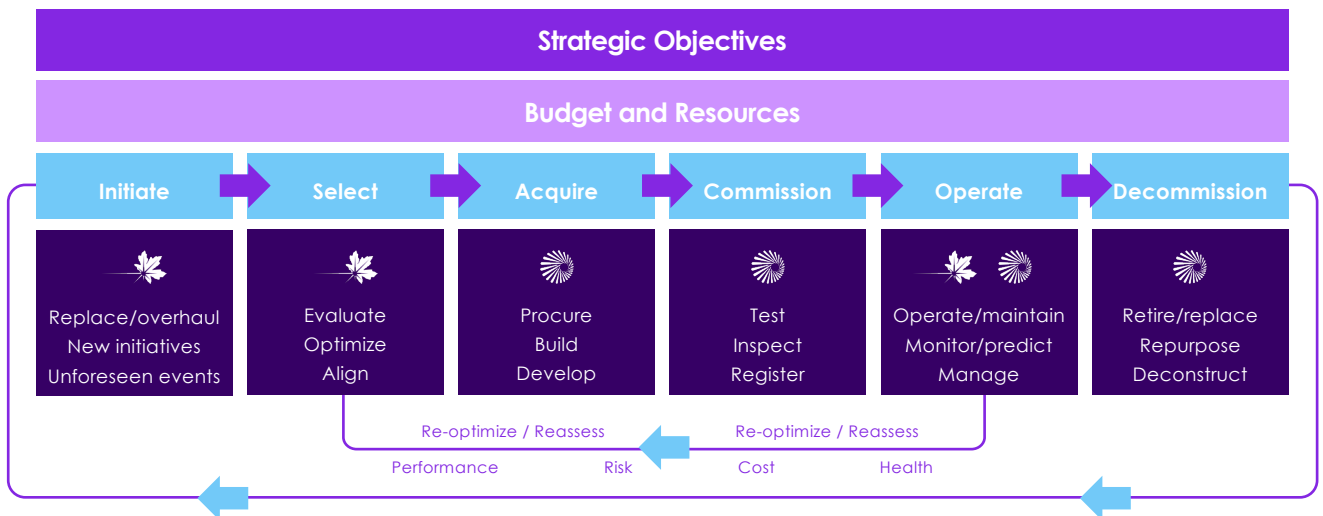 Strategic Objectives
Budget and Resources
Initiate
Select
Acquire
Commission
Operate
Decommission
Replace/overhaul
New initiatives
Unforeseen events
Evaluate
Optimize
Align
Procure
Build
Develop
Test
Inspect
Register
Operate/maintain
Monitor/predict
Manage
Retire/replace
Repurpose
Deconstruct
Re-optimize / Reassess
Re-optimize / Reassess
Performance
Risk
Cost
Health